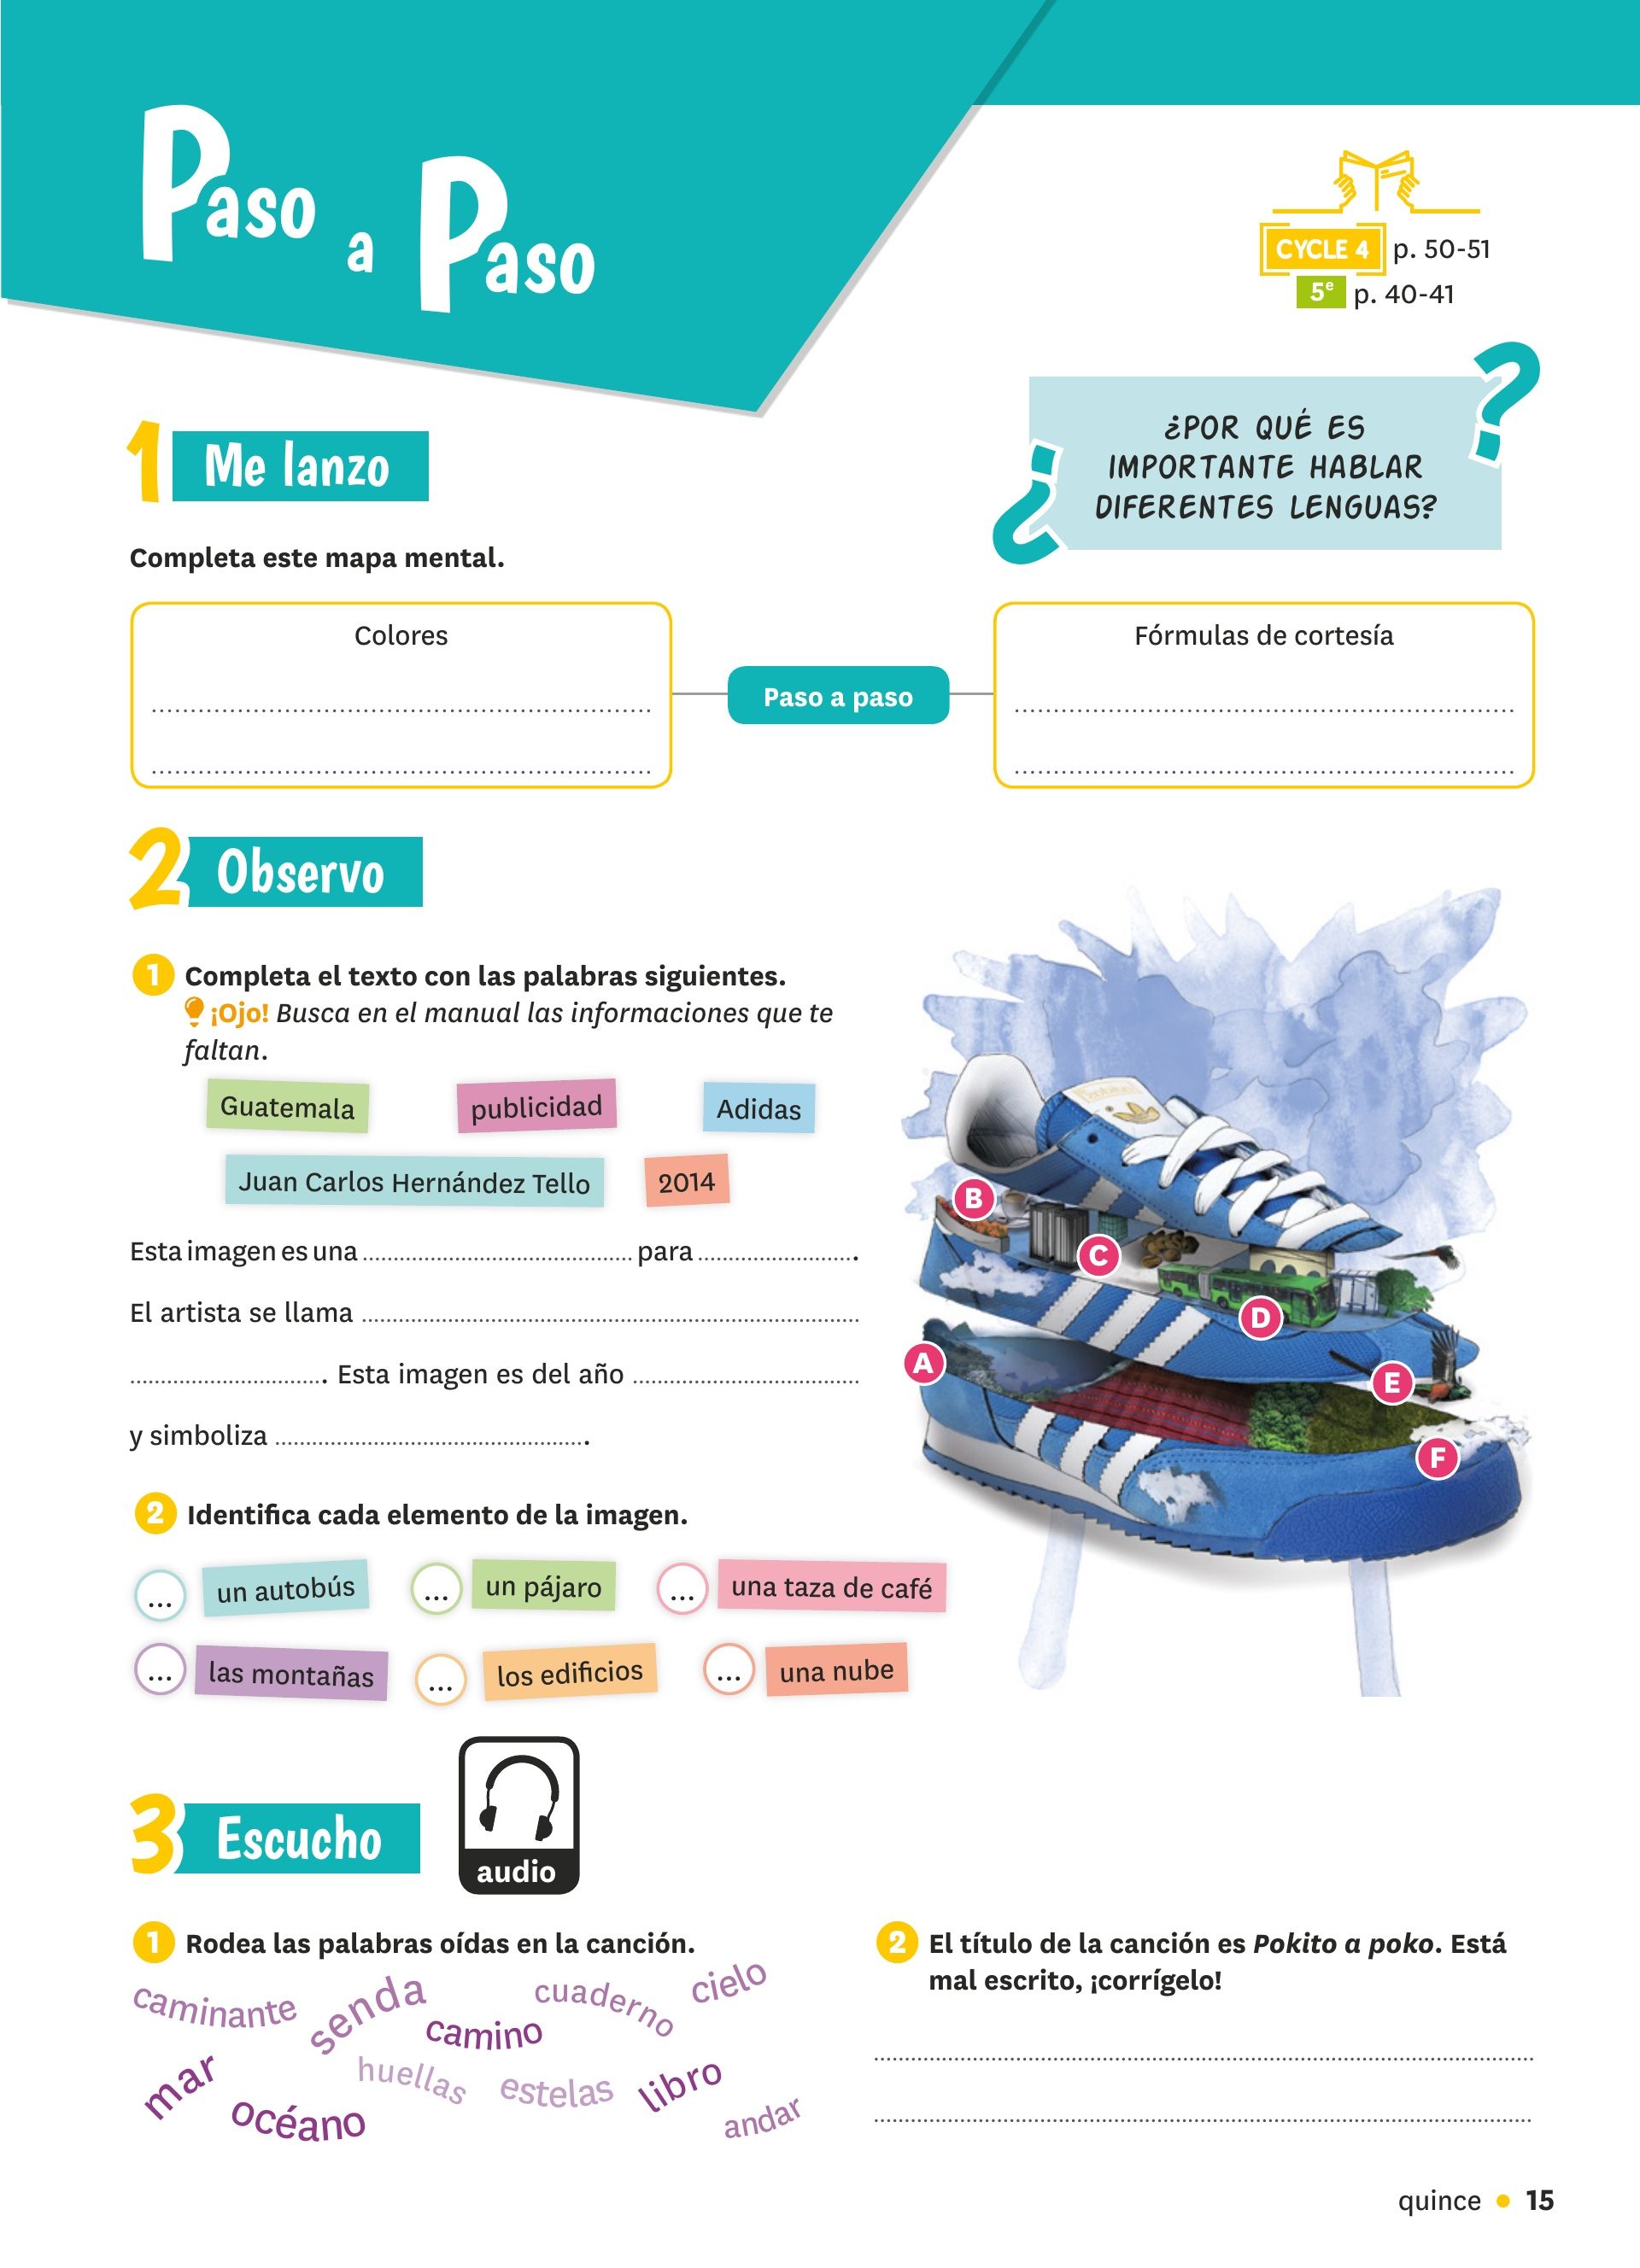 Paso a Paso
CYCLE 4 p. 50-51
5e p. 40-41
¿POR QUÉ ES
IMPORTANTE HABLAR
DIFERENTES LENGUAS?
1 Me lanzo
Completa este mapa mental.
Colores
Paso a paso
Fórmulas de cortesía
2 Observo
1 Completa el texto con las palabras siguientes.
¡Ojo! Busca en el manual las informaciones que te
faltan.
Guatemala publicidad Adidas
Juan Carlos Hernández Tello 2014
Esta imagen es una ........ para ........ .
El artista se llama ........
........ . Esta imagen es del año ........
y simboliza ........ .
B
C
D
A
E
F
2 Identifica cada elemento de la imagen.
... un autobús ... un pájaro ... una taza de café
... las montañas ... los edificios ... una nube
3 Escucho
audio
1 Rodea las palabras oídas en la canción.
caminante senda cuaderno cielo
camino
mar huellas estelas libro
océano andar
2 El título de la canción es Pokito a poko. Está
mal escrito, ¡corrígelo!
quince • 15